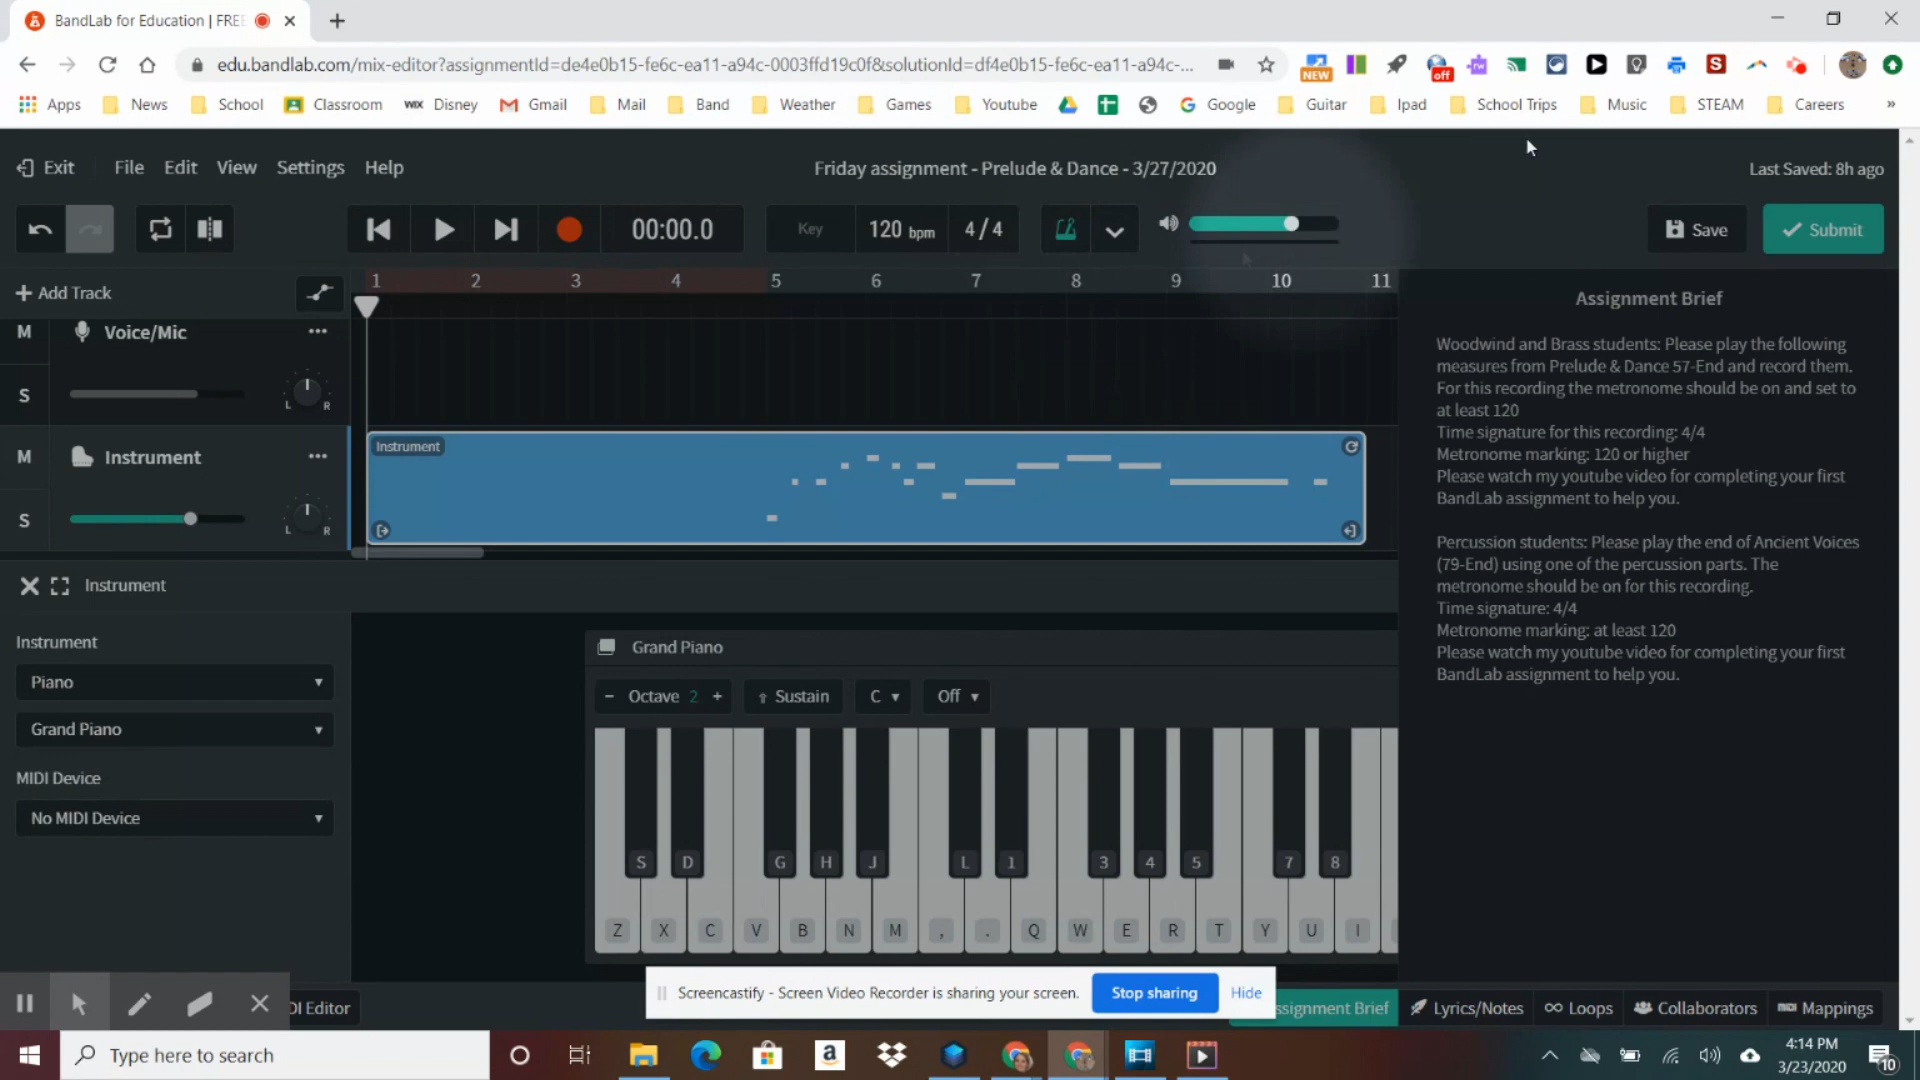 BandLab for Education | FREE
edu.bandlab.com/mix-editor?assignmentId=de4e0b15-fe6c-ea11-a94c-0003ffd19c0f&solutionId=df4e0b15-fe6c-ea11-a94c-...
NEW
off
rw
S
Apps News School Classroom WIX Disney Gmail Mail Band Weather Games Youtube Google Guitar Ipad School Trips Music STEAM Careers »
Exit File Edit View Settings Help
Friday assignment - Prelude & Dance - 3/27/2020
Last Saved: 8h ago
00:00.0
Key
120 bpm
4/4
Save
Submit
Add Track
1 2 3 4 5 6 7 8 9 10 11
M Voice/Mic
S
L R
M Instrument
S
L R
Instrument
Assignment Brief
Woodwind and Brass students: Please play the following
measures from Prelude & Dance 57-End and record them.
For this recording the metronome should be on and set to
at least 120
Time signature for this recording: 4/4
Metronome marking: 120 or higher
Please watch my youtube video for completing your first
BandLab assignment to help you.
Percussion students: Please play the end of Ancient Voices
(79-End) using one of the percussion parts. The
metronome should be on for this recording.
Time signature: 4/4
Metronome marking: at least 120
Please watch my youtube video for completing your first
BandLab assignment to help you.
Instrument
Instrument
Piano
Grand Piano
MIDI Device
No MIDI Device
Grand Piano
- Octave 2 +
Sustain
C
Off
S D G H J L 1 3 4 5 7 8
Z X C V B N M , . Q W E R T Y U I
DI Editor
Screencastify - Screen Video Recorder is sharing your screen.
Stop sharing
Hide
ssignment Brief
Lyrics/Notes
Loops
Collaborators
Mappings
Type here to search
a
4:14 PM
3/23/2020
10